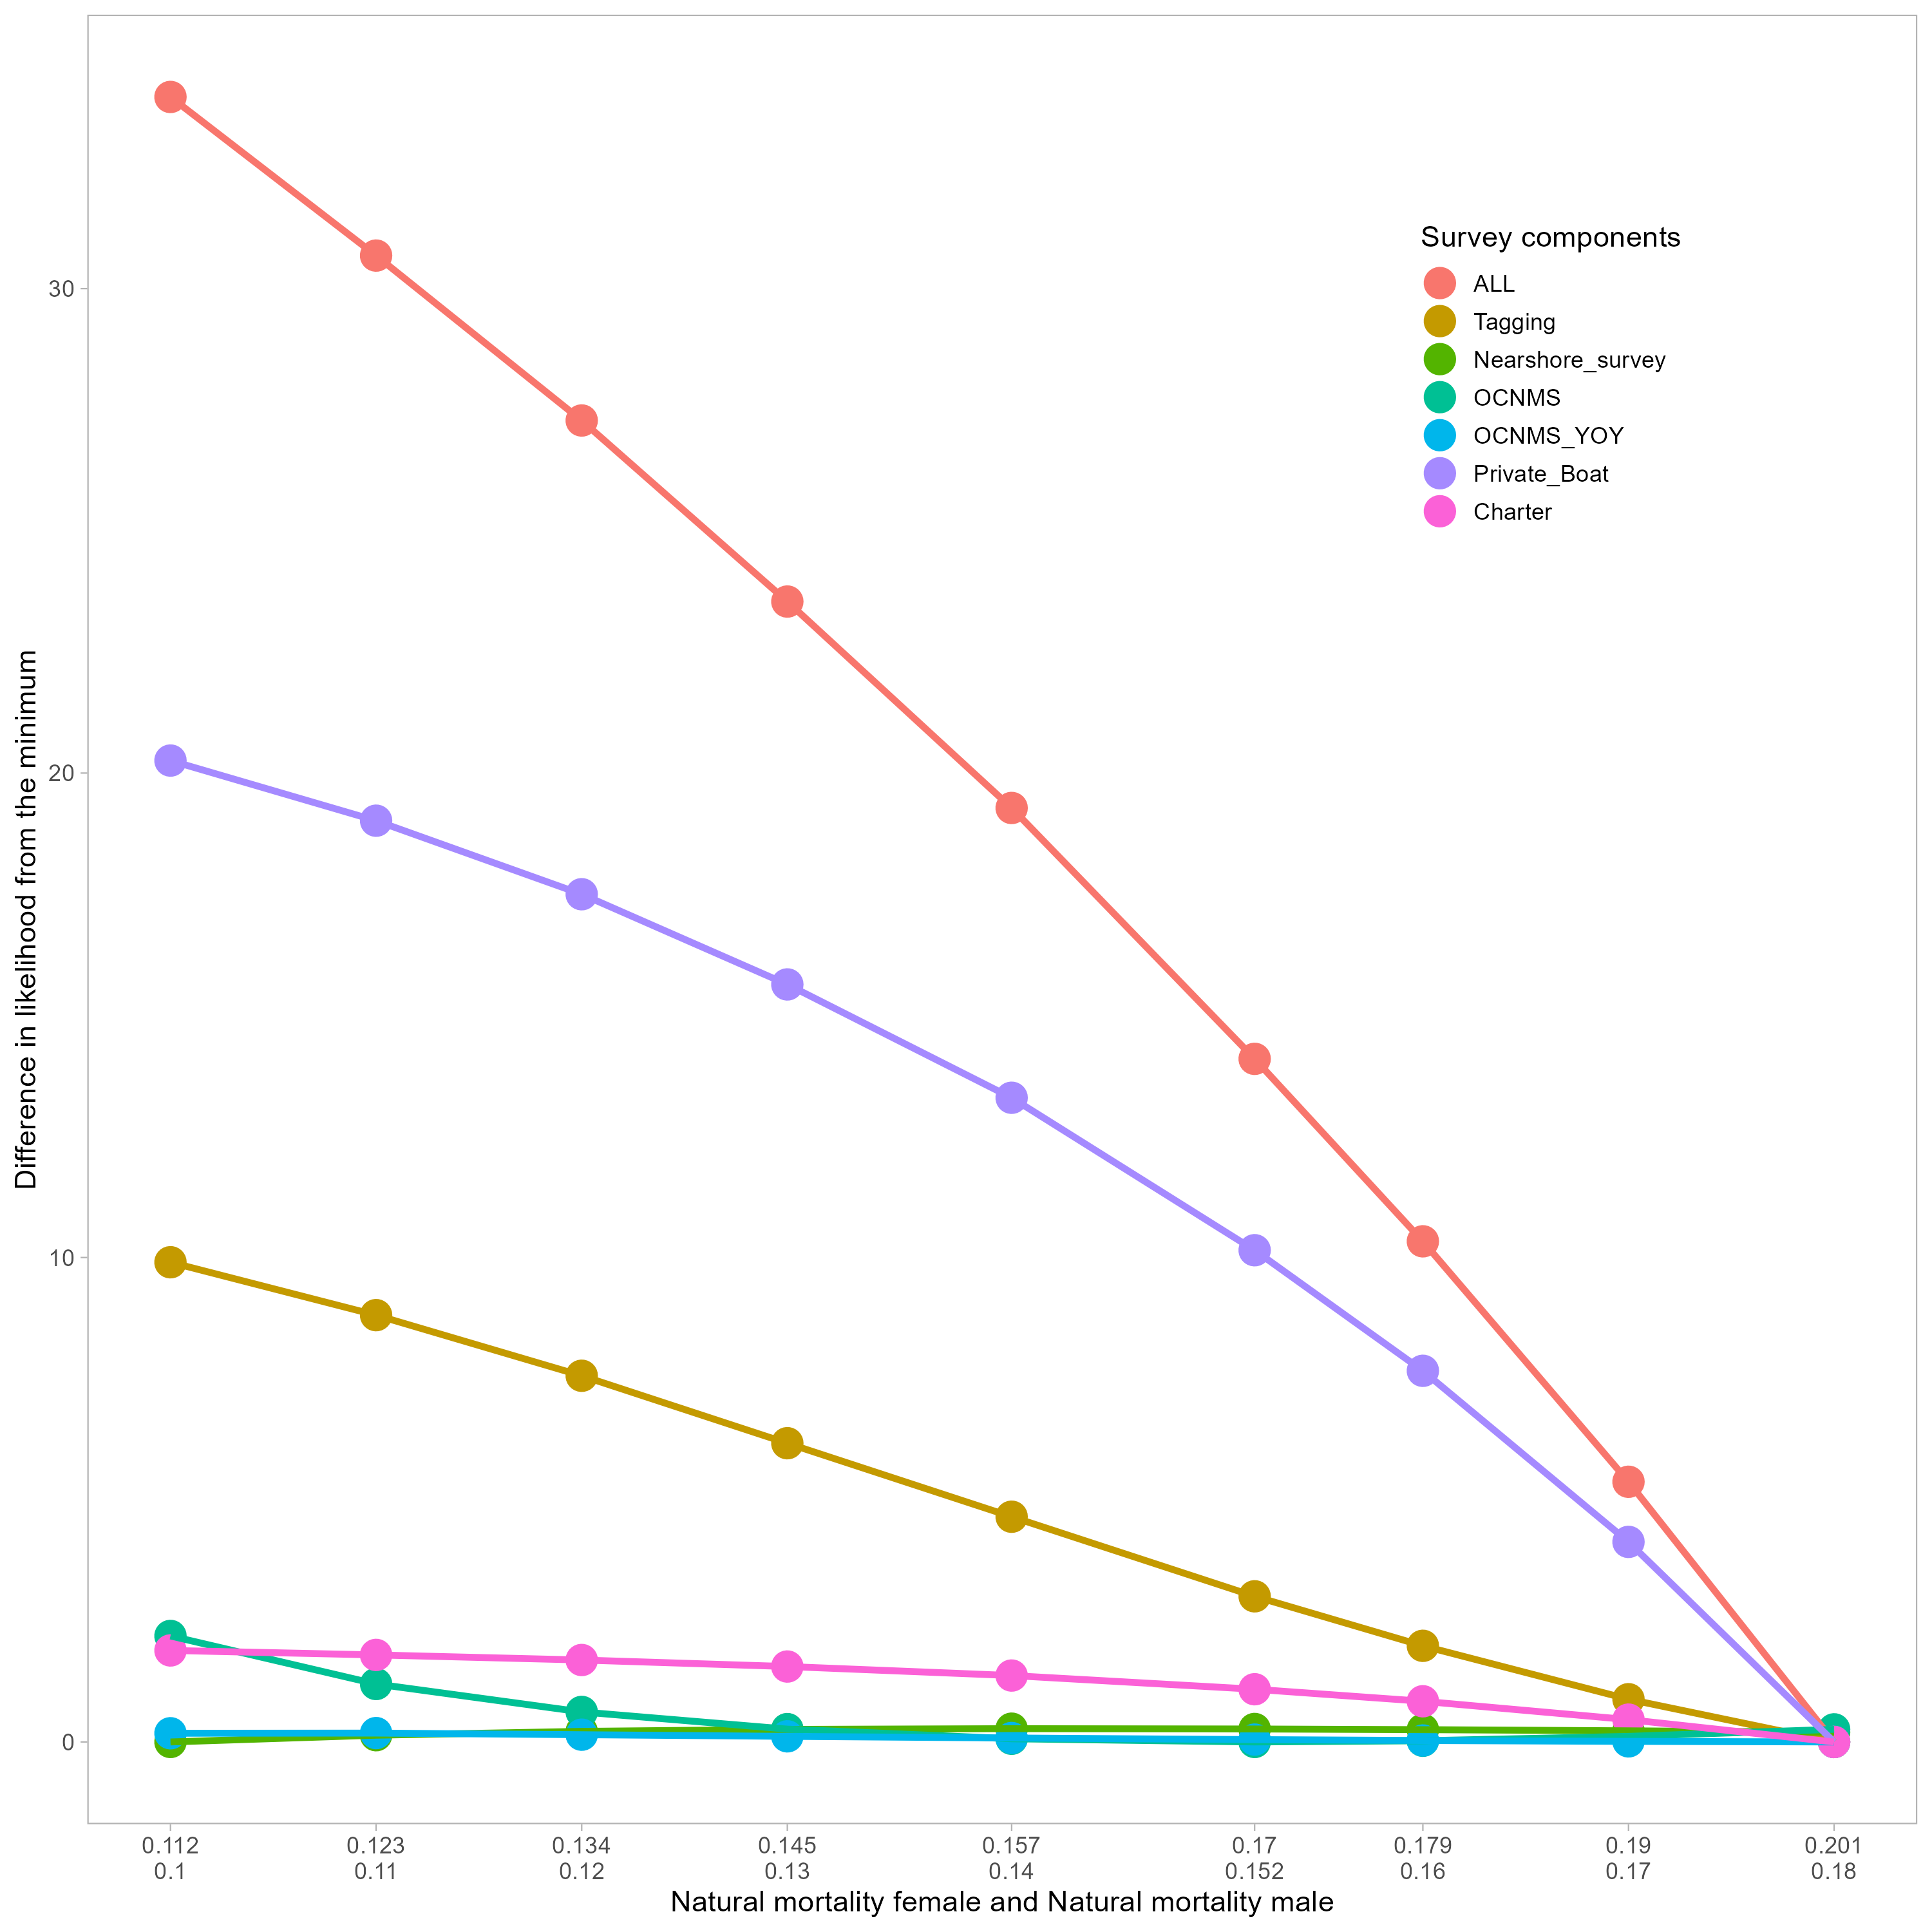 Survey components
ALL
Tagging
Nearshore_survey
OCNMS
OCNMS_YOY
Private_Boat
Charter
Difference in likelihood from the minimum
30
20
10
0
0.112 0.123 0.134 0.145 0.157 0.17 0.179 0.19 0.201
0.1 0.11 0.12 0.13 0.14 0.152 0.16 0.17 0.18
Natural mortality female and Natural mortality male